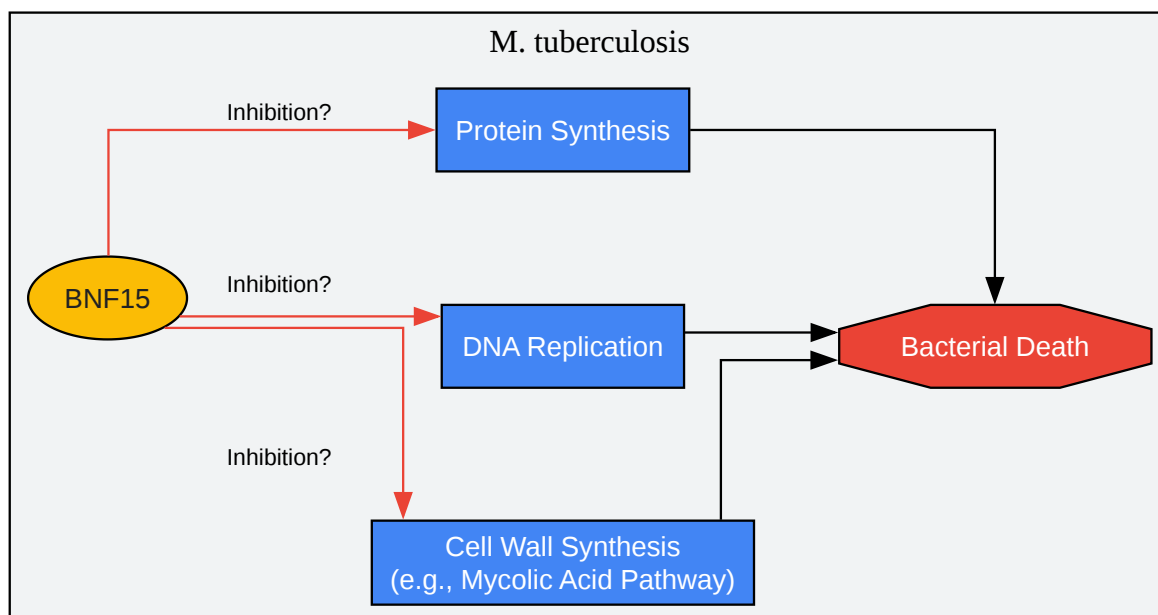 M. tuberculosis
Inhibition?
Protein Synthesis
BNF15
Inhibition?
DNA Replication
Bacterial Death
Inhibition?
Cell Wall Synthesis
(e.g., Mycolic Acid Pathway)